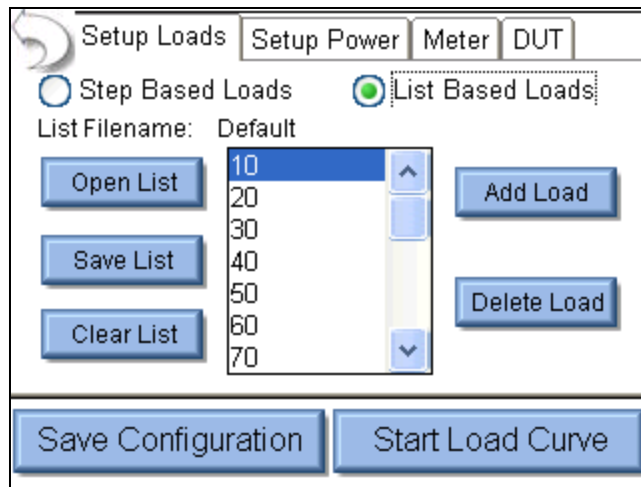 Setup Loads Setup Power Meter DUT
Step Based Loads List Based Loads
List Filename: Default
Open List
Save List
Clear List
10
20
30
40
50
60
70
Add Load
Delete Load
Save Configuration Start Load Curve